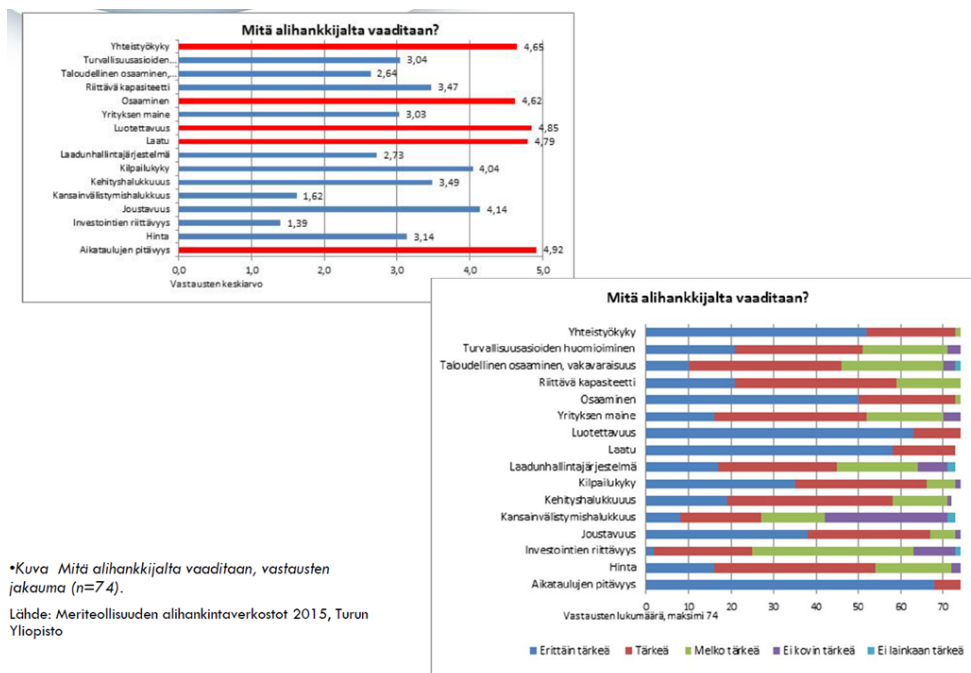 Mitä alihankkijalta vaaditaan?
Yhteistyökyky 4,65
Turvallisuusasioiden... 3,04
Taloudellinen osaaminen,... 2,64
Riittävä kapasiteetti 3,47
Osaaminen 4,62
Yrityksen maine 3,03
Luotettavuus 4,85
Laatu 4,79
Laadunhallintajärjestelmä 2,73
Kilpailukyky 4,04
Kehityshalukkuuus 3,49
Kansainvälistymishalukkuus 1,62
Joustavuus 4,14
Investointien riittävyys 1,39
Hinta 3,14
Aikataulujen pitävyys 4,92
0,0 1,0 2,0 3,0 4,0 5,0
Vastausten keskiarvo
Mitä alihankkijalta vaaditaan?
Yhteistyökyky
Turvallisuusasioiden huomioiminen
Taloudellinen osaaminen, vakavaraisuus
Riittävä kapasiteetti
Osaaminen
Yrityksen maine
Luotettavuus
Laatu
Laadunhallintajärjestelmä
Kilpailukyky
Kehityshalukkuuus
Kansainvälistymishalukkuus
Joustavuus
Investointien riittävyys
Hinta
Aikataulujen pitävyys
0 10 20 30 40 50 60 70
Vastausten lukumäärä, maksimi 74
Erittäin tärkeä Tärkeä Melko tärkeä Ei kovin tärkeä Ei lainkaan tärkeä
•Kuva Mitä alihankkijalta vaaditaan, vastausten
jakauma (n=74).
Lähde: Meriteollisuuden alihankintaverkostot 2015, Turun
Yliopisto